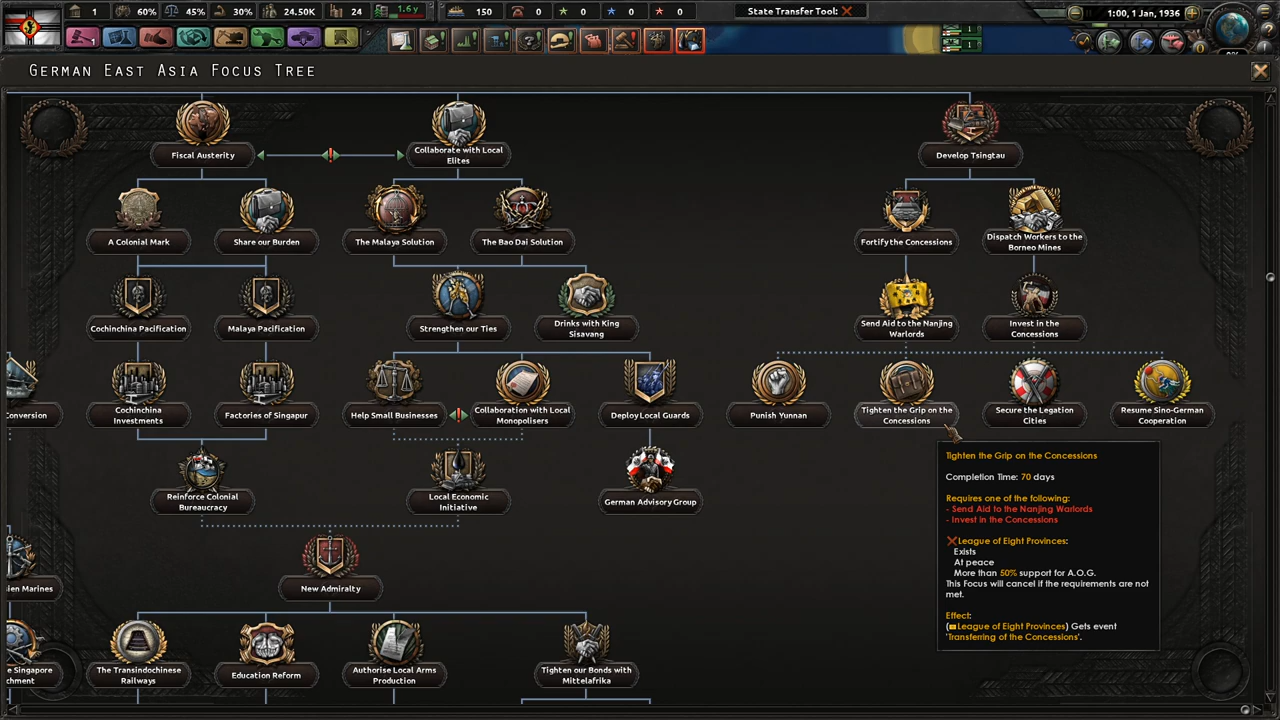 1
60%
45%
30%
24.50K
24
1.6 y
150
0
0
0
0
State Transfer Tool:
1:00, 1 Jan, 1936
1
1
1
0
GERMAN EAST ASIA FOCUS TREE
Fiscal Austerity
Collaborate with Local
Elites
Develop Tsingtau
A Colonial Mark
Share our Burden
The Malaya Solution
The Bao Dai Solution
Fortify the Concessions
Dispatch Workers to the
Borneo Mines
Cochinchina Pacification
Malaya Pacification
Strengthen our Ties
Drinks with King
Sisavang
Send Aid to the Nanjing
Warlords
Invest in the
Concessions
Conversion
Cochinchina
Investments
Factories of Singapur
Help Small Businesses
Collaboration with Local
Monopolisers
Deploy Local Guards
Punish Yunnan
Tighten the Grip on the
Concessions
Secure the Legation
Cities
Resume Sino-German
Cooperation
Reinforce Colonial
Bureaucracy
Local Economic
Initiative
German Advisory Group
Tighten the Grip on the Concessions
Completion Time: 70 days
Requires one of the following:
- Send Aid to the Nanjing Warlords
- Invest in the Concessions
League of Eight Provinces:
Exists
At peace
More than 50% support for A.O.G.
This Focus will cancel if the requirements are not
met.
Effect:
(League of Eight Provinces) Gets event
'Transferring of the Concessions'.
sien Marines
New Admiralty
e Singapore
chment
The Transindochinese
Railways
Education Reform
Authorise Local Arms
Production
Tighten our Bonds with
Mittelafrika